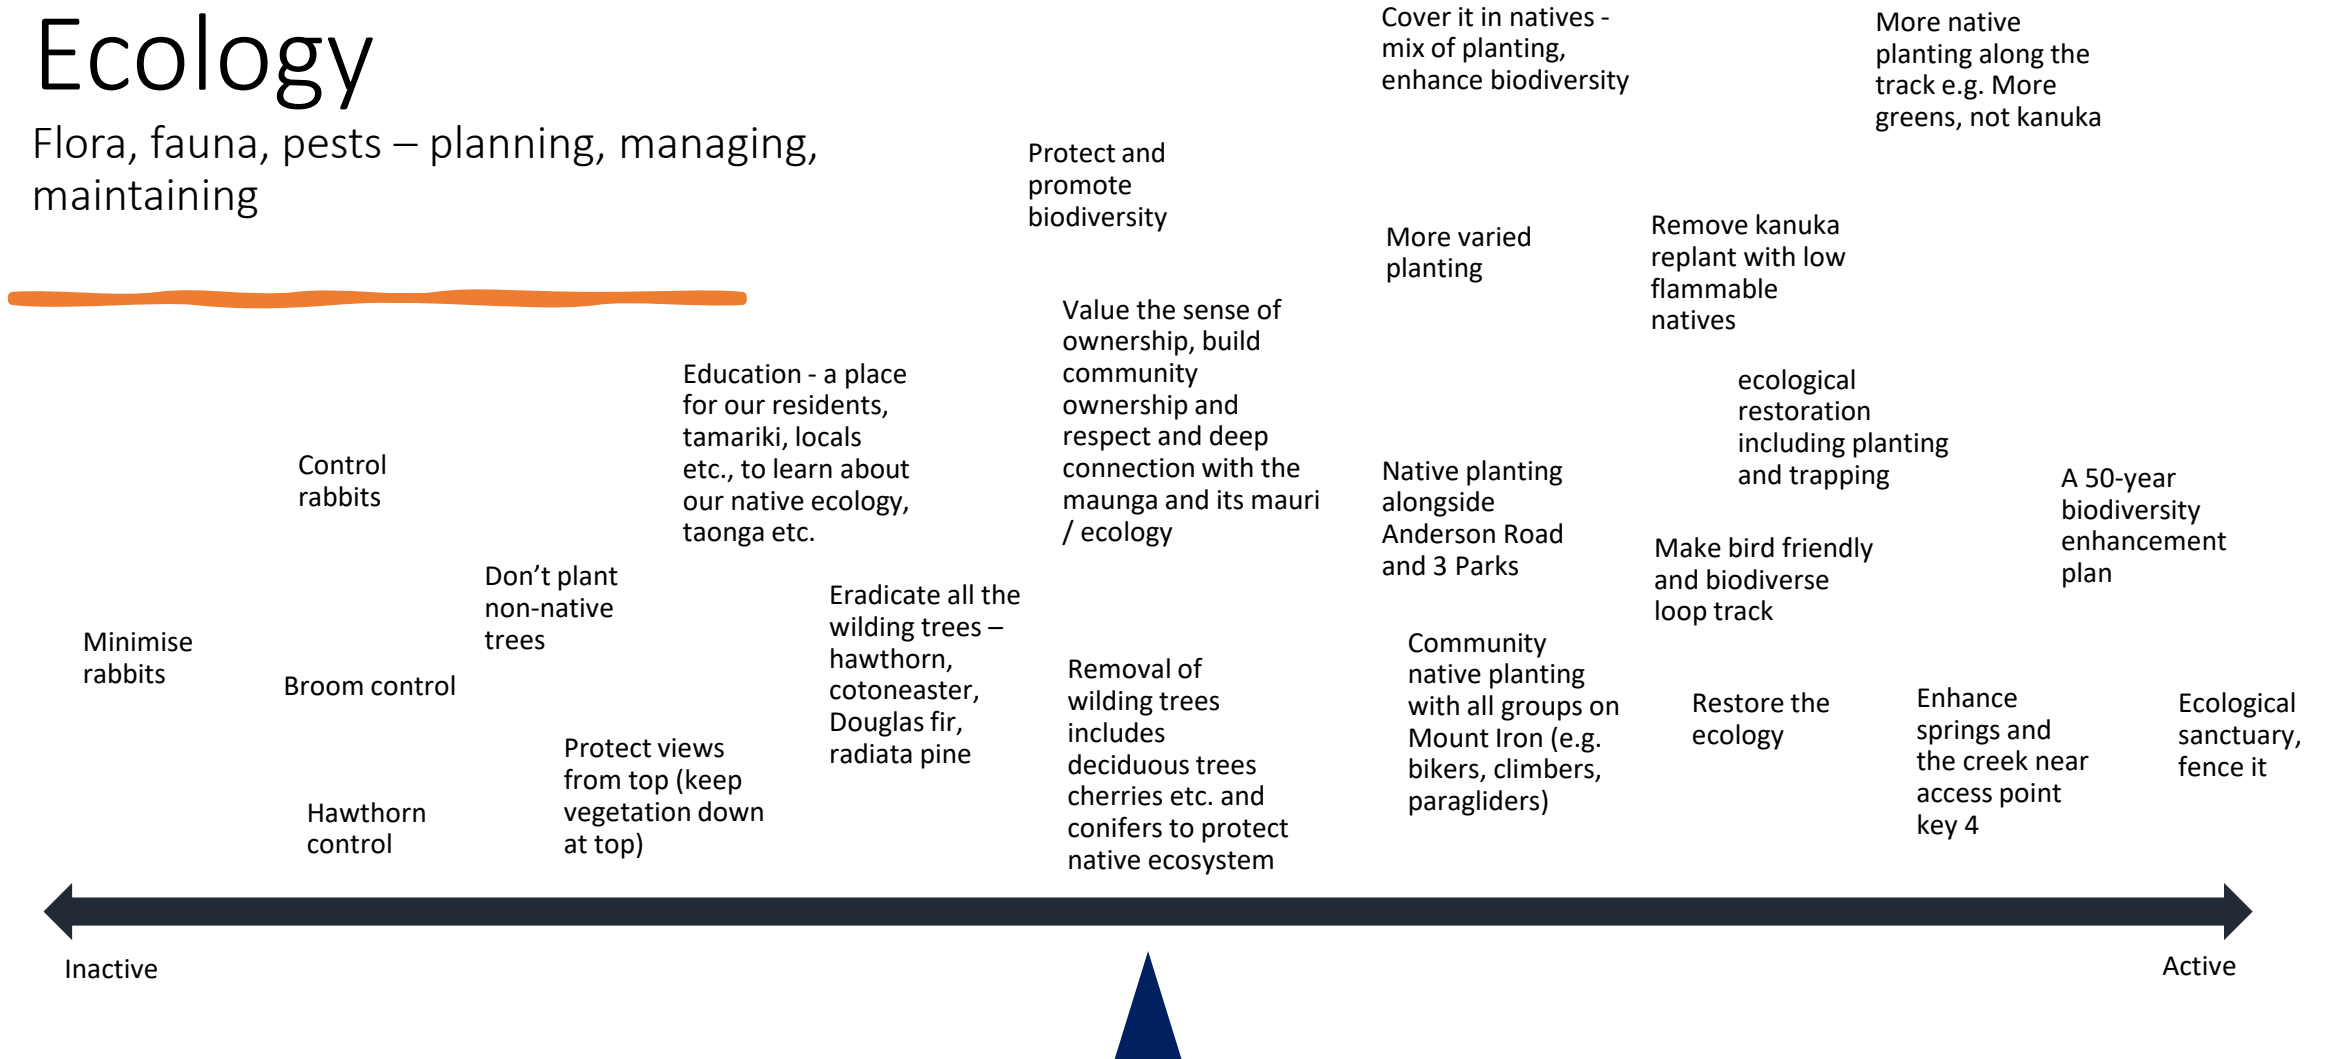 Ecology
Flora, fauna, pests – planning, managing,
maintaining
Cover it in natives -
mix of planting,
enhance biodiversity
More native
planting along the
track e.g. More
greens, not kanuka
Protect and
promote
biodiversity
More varied
planting
Remove kanuka
replant with low
flammable
natives
Value the sense of
ownership, build
community
ownership and
respect and deep
connection with the
maunga and its mauri
/ ecology
Education - a place
for our residents,
tamariki, locals
etc., to learn about
our native ecology,
taonga etc.
ecological
restoration
including planting
and trapping
Control
rabbits
Native planting
alongside
Anderson Road
and 3 Parks
A 50-year
biodiversity
enhancement
plan
Make bird friendly
and biodiverse
loop track
Don’t plant
non-native
trees
Eradicate all the
wilding trees –
hawthorn,
cotoneaster,
Douglas fir,
radiata pine
Minimise
rabbits
Community
native planting
with all groups on
Mount Iron (e.g.
bikers, climbers,
paragliders)
Removal of
wilding trees
includes
deciduous trees
cherries etc. and
conifers to protect
native ecosystem
Broom control
Enhance
springs and
the creek near
access point
key 4
Restore the
ecology
Ecological
sanctuary,
fence it
Protect views
from top (keep
vegetation down
at top)
Hawthorn
control
Inactive
Active